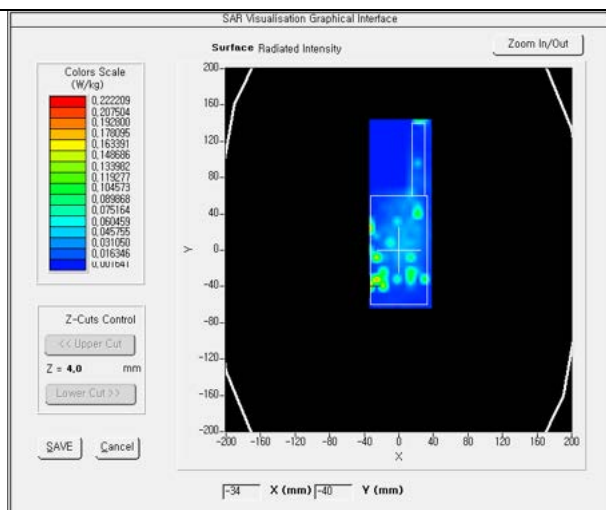 SAR Visualisation Graphical Interface
Surface Radiated Intensity
Zoom In/Out
Colors Scale
(W/kg)
0.222209
0.207504
0.192800
0.178095
0.163391
0.148686
0.133982
0.119277
0.104573
0.089868
0.075164
0.060459
0.045755
0.031050
0.016346
0.001641
Z-Cuts Control
<< Upper Cut
Z = 4.0 mm
Lower Cut >>
SAVE Cancel
Y
200
160
120
80
40
0
-40
-80
-120
-160
-200
-200 -160 -120 -80 -40 0 40 80 120 160 200
X
-34 X (mm) -40 Y (mm)